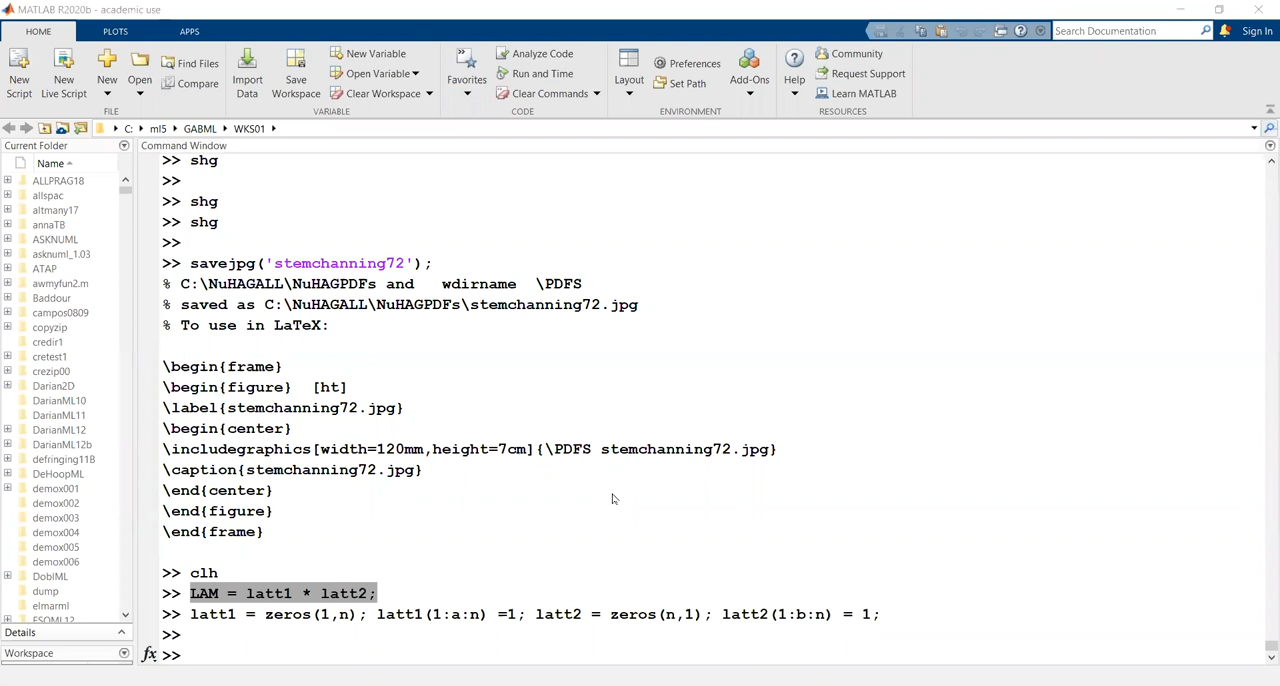 MATLAB R2020b - academic use
HOME PLOTS APPS
Search Documentation
Sign In
New Script
New Live Script
New
Open
Find Files
Compare
FILE
Import Data
Save Workspace
New Variable
Open Variable
Clear Workspace
VARIABLE
Favorites
Analyze Code
Run and Time
Clear Commands
CODE
Layout
Preferences
Set Path
Add-Ons
ENVIRONMENT
Help
Community
Request Support
Learn MATLAB
RESOURCES
C: ml5 GABML WKS01
Current Folder
Name
ALLPRAG18
allspac
altmany17
annaTB
ASKNUML
asknuml_1.03
ATAP
awmyfun2.m
Baddour
campos0809
copyzip
credir1
cretest1
crezip00
Darian2D
DarianML10
DarianML11
DarianML12
DarianML12b
defringing11B
DeHoopML
demox001
demox002
demox003
demox004
demox005
demox006
DobIML
dump
elmarml
ESOML12
Details
Workspace
Command Window
>> shg
>>
>> shg
>> shg
>>
>> savejpg('stemchanning72');
% C:\NuHAGALL\NuHAGPDFs and wdirname \PDFS
% saved as C:\NuHAGALL\NuHAGPDFs\stemchanning72.jpg
% To use in LaTeX:
\begin{frame}
\begin{figure} [ht]
\label{stemchanning72.jpg}
\begin{center}
\includegraphics[width=120mm,height=7cm]{\PDFS stemchanning72.jpg}
\caption{stemchanning72.jpg}
\end{center}
\end{figure}
\end{frame}
>> clh
>> LAM = latt1 * latt2;
>> latt1 = zeros(1,n); latt1(1:a:n) =1; latt2 = zeros(n,1); latt2(1:b:n) = 1;
>>
fx >>